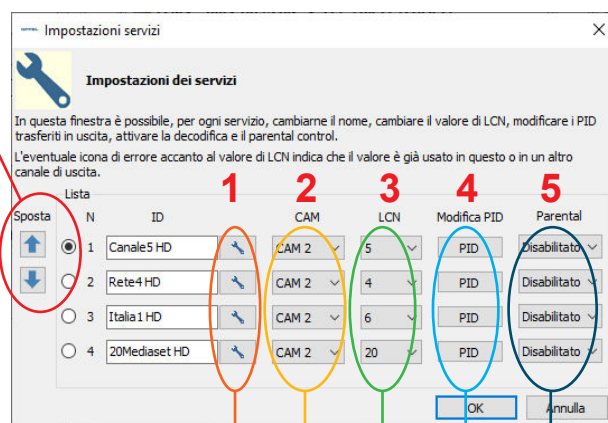 Impostazioni servizi
Impostazioni dei servizi
In questa finestra è possibile, per ogni servizio, cambiarne il nome, cambiare il valore di LCN, modificare i PID
trasferiti in uscita, attivare la decodifica e il parental control.
L'eventuale icona di errore accanto al valore di LCN indica che il valore è già usato in questo o in un altro
canale di uscita.
1 2 3 4 5
Lista
Sposta N ID CAM LCN Modifica PID Parental
1 Canale5 HD CAM 2 5 PID Disabilitato
2 Rete4 HD CAM 2 4 PID Disabilitato
3 Italia1 HD CAM 2 6 PID Disabilitato
4 20Mediaset HD CAM 2 20 PID Disabilitato
OK Annulla